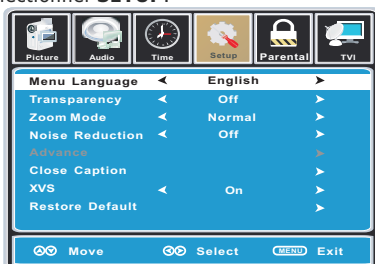 Picture Audio Time Setup Parental TVI
Menu Language English
Transparency Off
Zoom Mode Normal
Noise Reduction Off
Advance
Close Caption
XVS On
Restore Default
Move Select MENU Exit